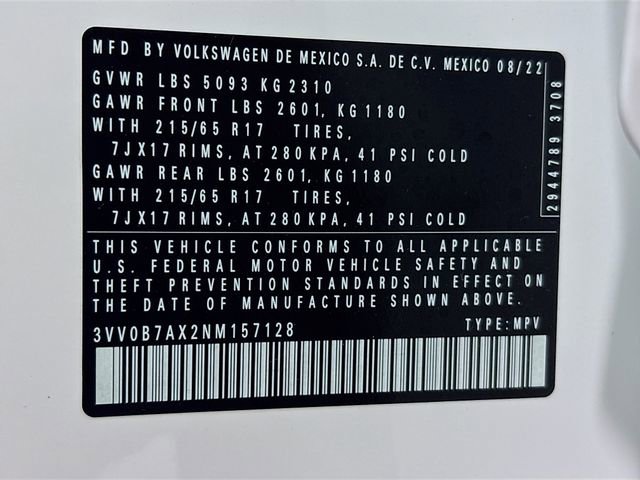 MFD BY VOLKSWAGEN DE MEXICO S.A. DE C.V. MEXICO 08/22
GVWR LBS 5093 KG 2310
GAWR FRONT LBS 2601, KG 1180
WITH 215/65 R17 TIRES,
7JX17 RIMS, AT 280 KPA, 41 PSI COLD
GAWR REAR LBS 2601, KG 1180
WITH 215/65 R17 TIRES,
7JX17 RIMS, AT 280 KPA, 41 PSI COLD
2944789 3708
THIS VEHICLE CONFORMS TO ALL APPLICABLE
U.S. FEDERAL MOTOR VEHICLE SAFETY AND
THEFT PREVENTION STANDARDS IN EFFECT ON
THE DATE OF MANUFACTURE SHOWN ABOVE.
3VV0B7AX2NM157128 TYPE: MPV